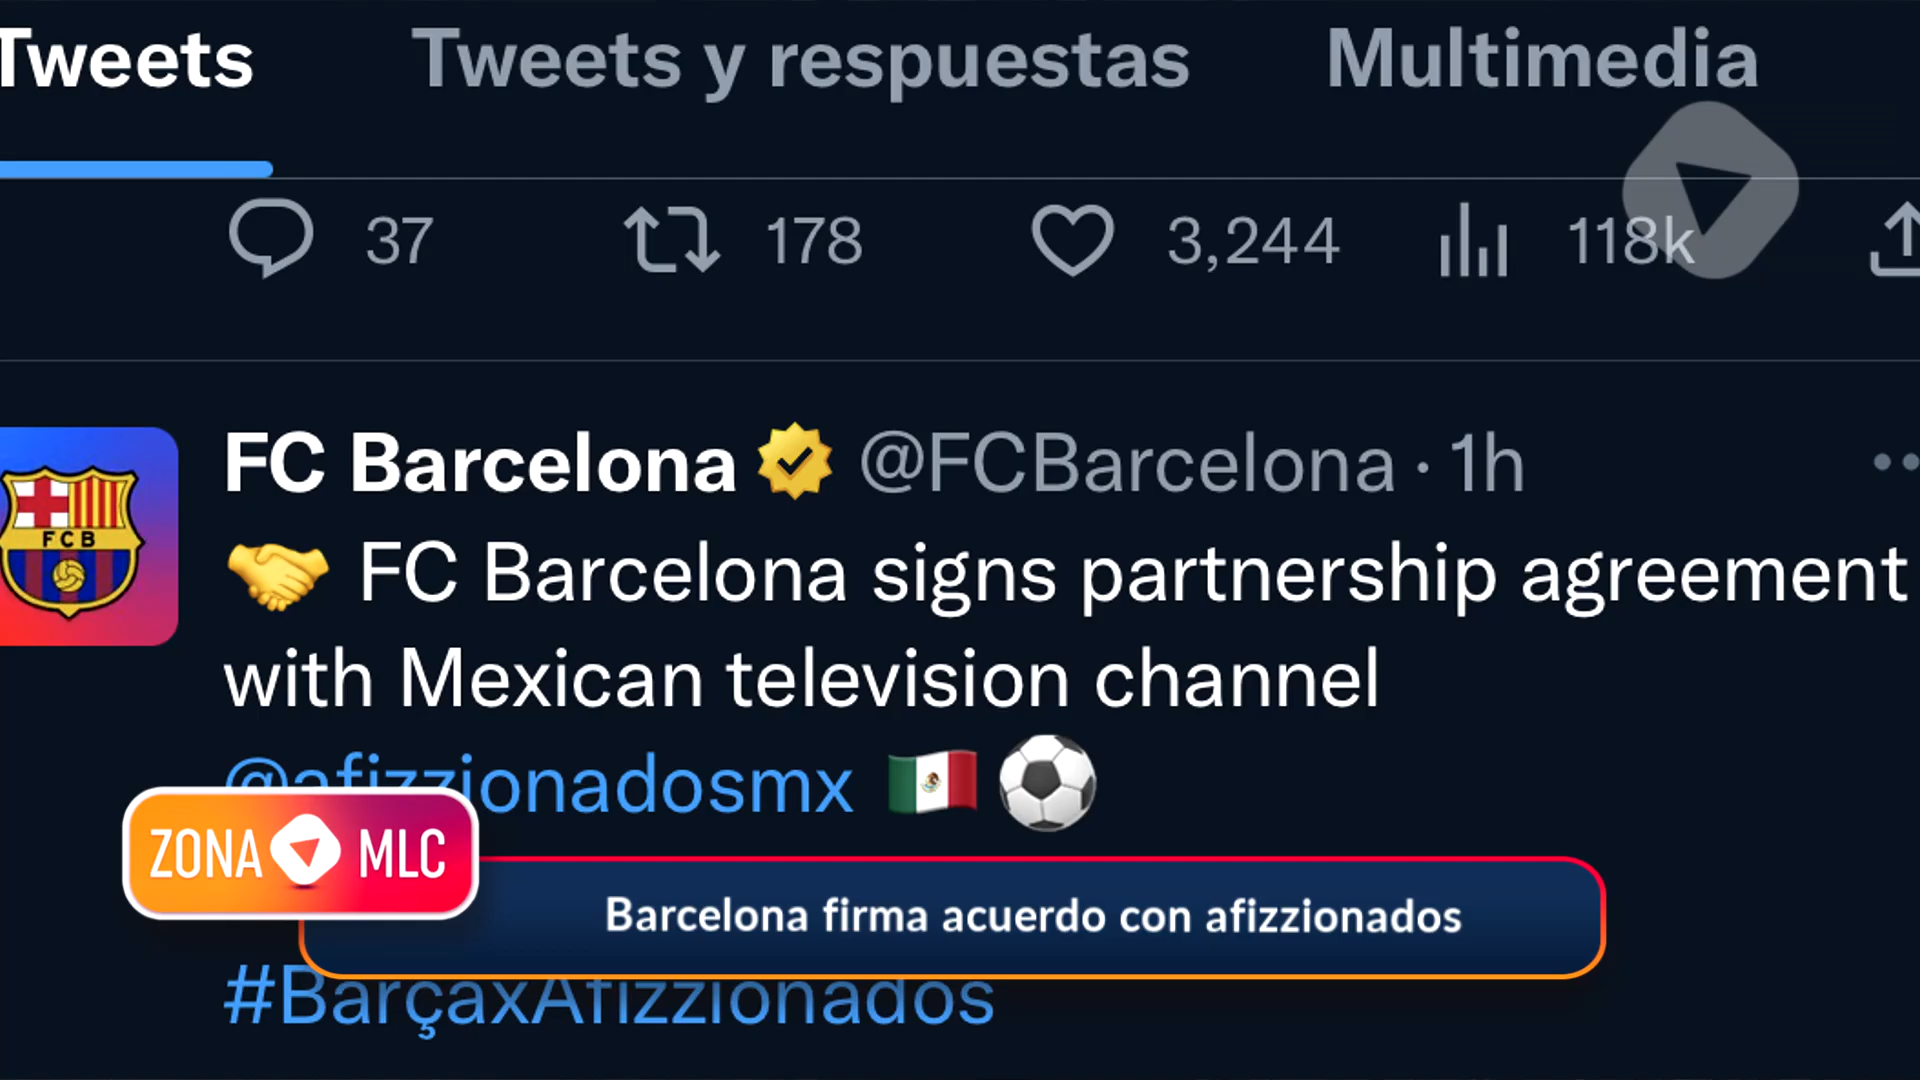 Tweets Tweets y respuestas Multimedia
37 178 3,244 118k
FC Barcelona @FCBarcelona · 1h
FCB
🤝 FC Barcelona signs partnership agreement
with Mexican television channel
@afizzionadosmx 🇲🇽 ⚽
ZONA MLC
Barcelona firma acuerdo con afizzionados
#BarçaxAfizzionados